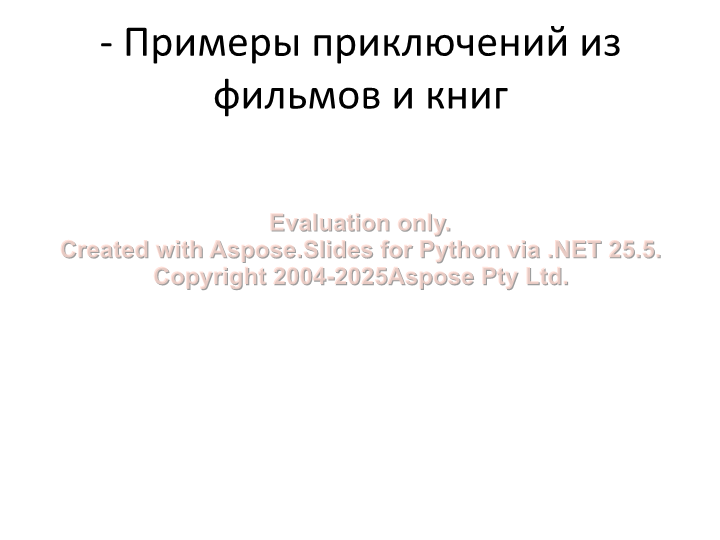 - Примеры приключений из
фильмов и книг
Evaluation only.
Created with Aspose.Slides for Python via .NET 25.5.
Copyright 2004-2025Aspose Pty Ltd.